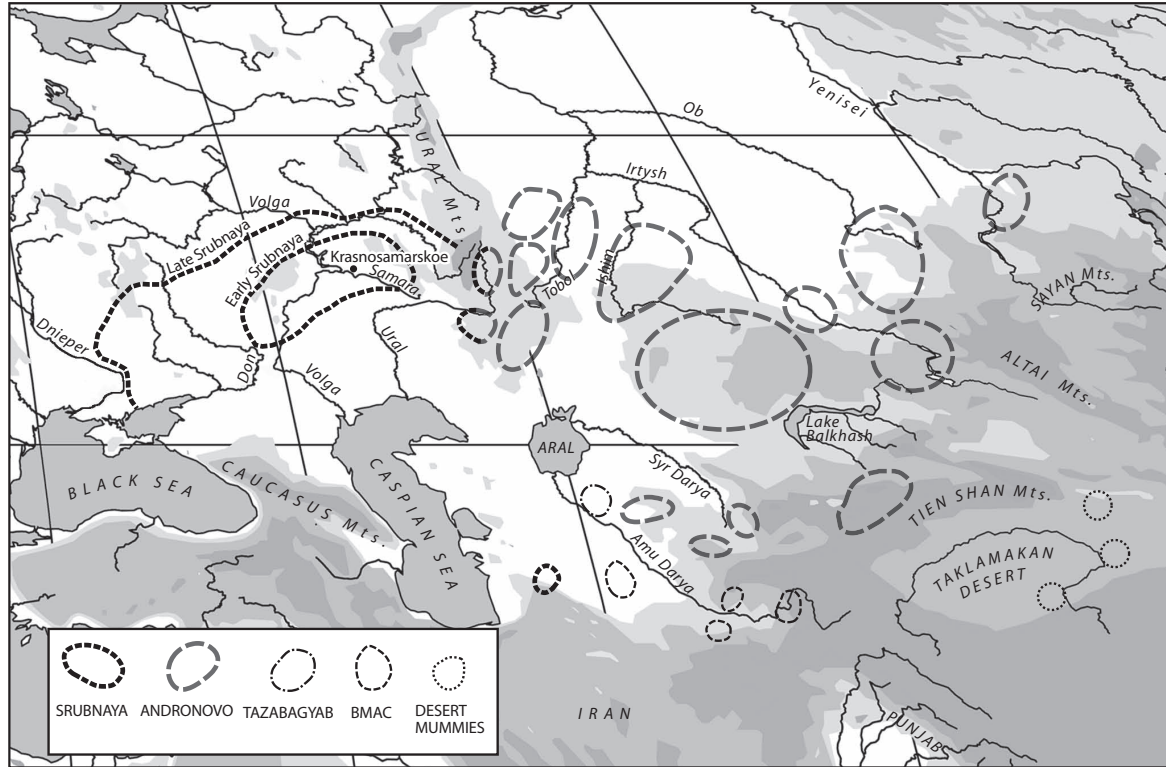 Yenisei
Ob
URAL Mts.
Irtysh
Volga
Late Srubnaya
Early Srubnaya
Krasnosamarskoe
Samara
Tobol
Ishim
SAYAN Mts.
Dnieper
Don
Ural
Volga
ALTAI Mts.
Lake
Balkhash
ARAL
Syr Darya
BLACK SEA
CAUCASUS Mts.
CASPIAN SEA
TIEN SHAN Mts.
Amu Darya
TAKLAMAKAN
DESERT
IRAN
PUNJAB
SRUBNAYA
ANDRONOVO
TAZABAGYAB
BMAC
DESERT
MUMMIES